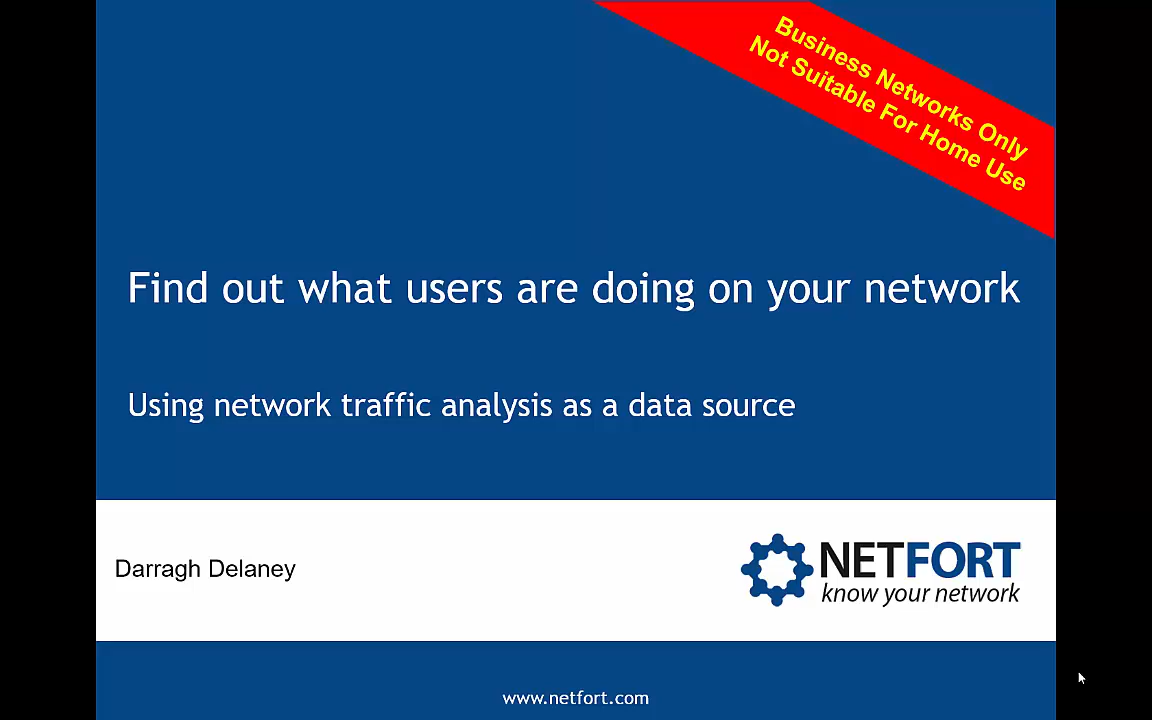 Business Networks Only
Not Suitable For Home Use
Find out what users are doing on your network
Using network traffic analysis as a data source
Darragh Delaney
NETFORT
know your network
www.netfort.com